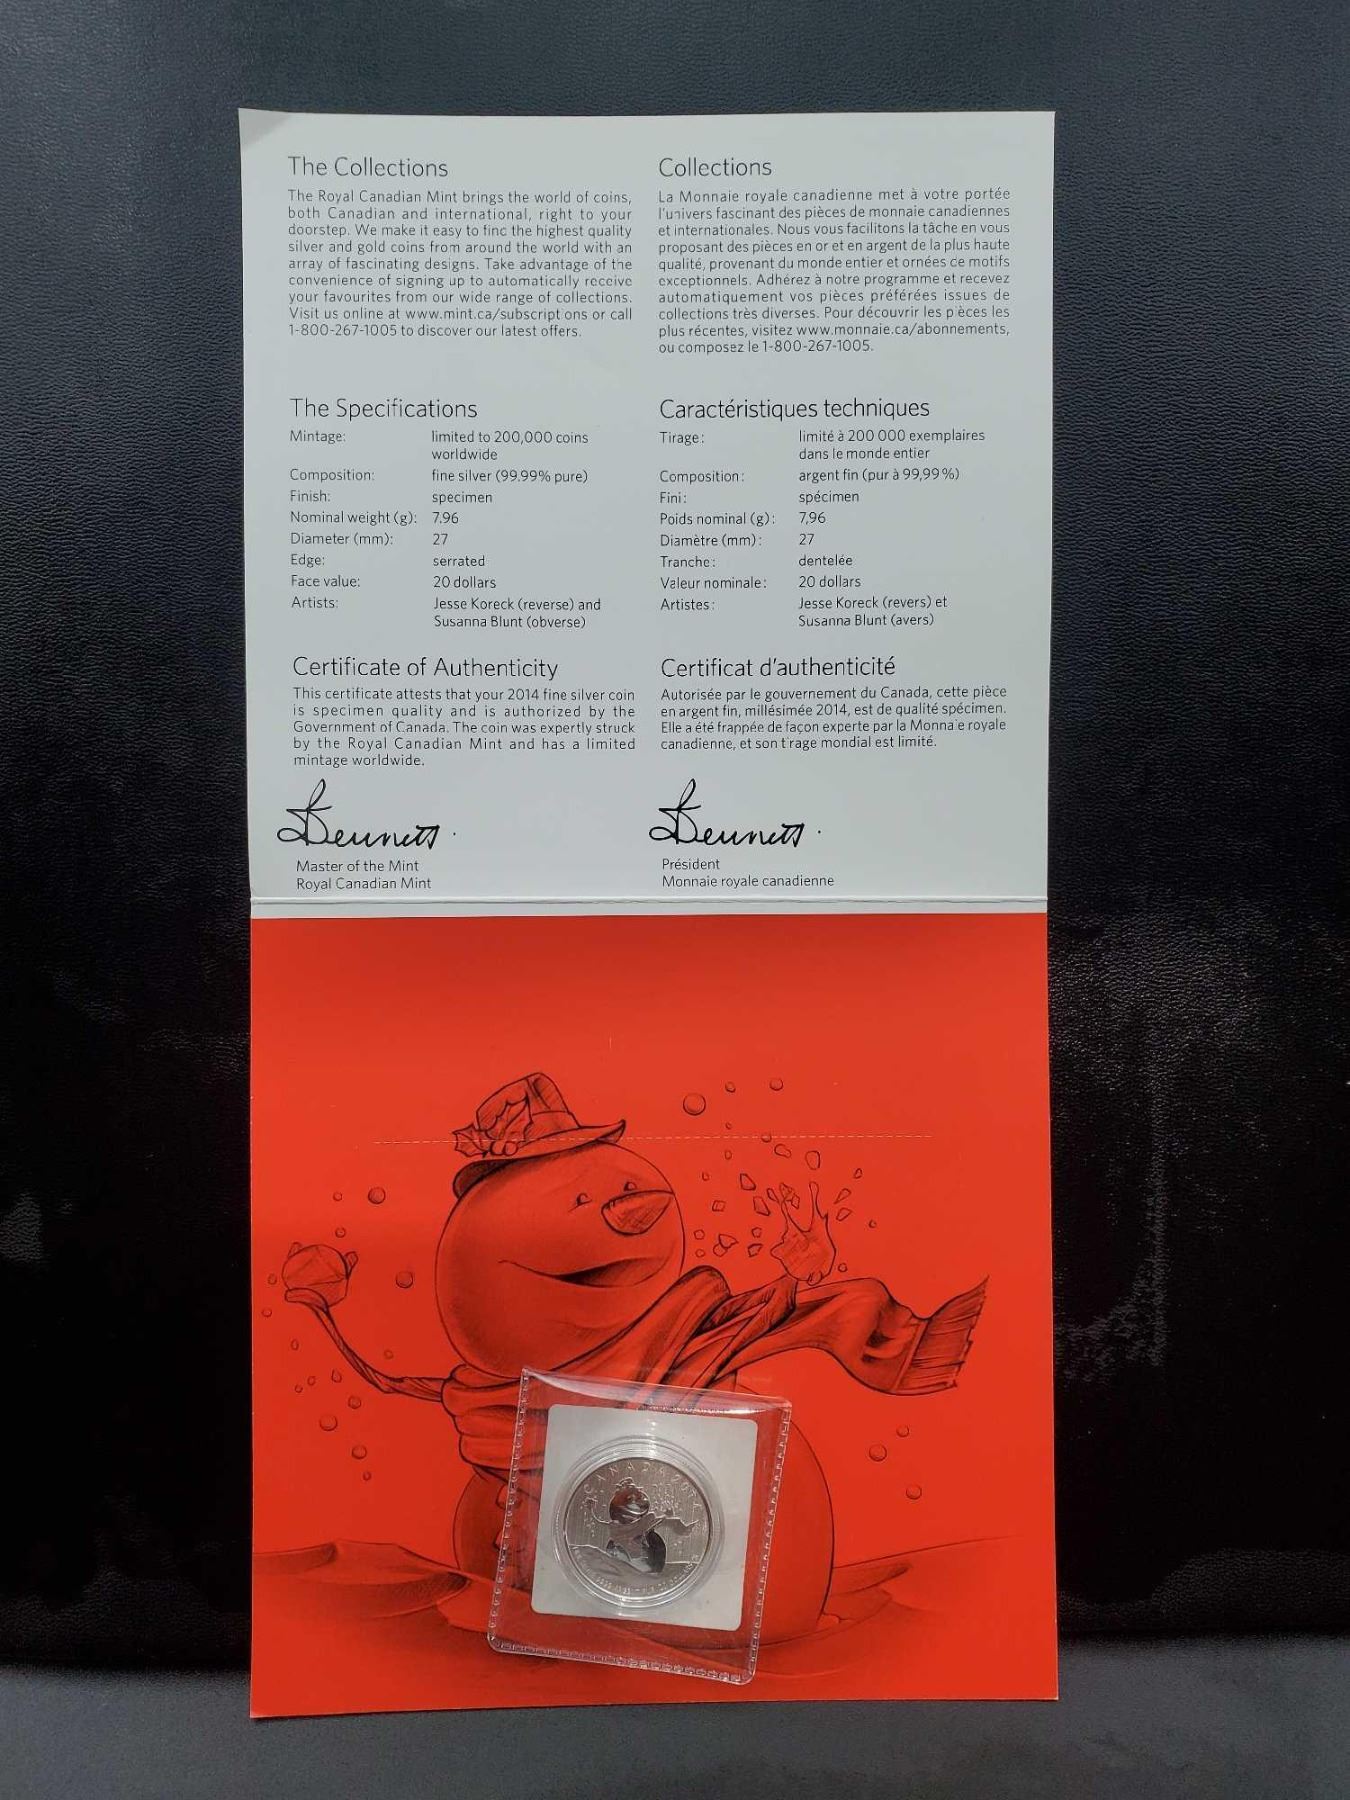 The Collections
The Royal Canadian Mint brings the world of coins,
both Canadian and international, right to your
doorstep. We make it easy to find the highest quality
silver and gold coins from around the world with an
array of fascinating designs. Take advantage of the
convenience of signing up to automatically receive
your favourites from our wide range of collections.
Visit us online at www.mint.ca/subscriptions or call
1-800-267-1005 to discover our latest offers.
Collections
La Monnaie royale canadienne met à votre portée
l'univers fascinant des pièces de monnaie canadiennes
et internationales. Nous vous facilitons la tâche en vous
proposant des pièces en or et en argent de la plus haute
qualité, provenant du monde entier et ornées de motifs
exceptionnels. Adhérez à notre programme et recevez
automatiquement vos pièces préférées issues de
collections très diverses. Pour découvrir les pièces les
plus récentes, visitez www.monnaie.ca/abonnements,
ou composez le 1-800-267-1005.
The Specifications
Mintage: limited to 200,000 coins
worldwide
Composition: fine silver (99.99% pure)
Finish: specimen
Nominal weight (g): 7.96
Diameter (mm): 27
Edge: serrated
Face value: 20 dollars
Artists: Jesse Koreck (reverse) and
Susanna Blunt (obverse)
Caractéristiques techniques
Tirage : limité à 200 000 exemplaires
dans le monde entier
Composition : argent fin (pur à 99,99 %)
Fini : spécimen
Poids nominal (g) : 7,96
Diamètre (mm) : 27
Tranche : dentelée
Valeur nominale : 20 dollars
Artistes : Jesse Koreck (revers) et
Susanna Blunt (avers)
Certificate of Authenticity
This certificate attests that your 2014 fine silver coin
is specimen quality and is authorized by the
Government of Canada. The coin was expertly struck
by the Royal Canadian Mint and has a limited
mintage worldwide.
Bennett
Master of the Mint
Royal Canadian Mint
Certificat d'authenticité
Autorisée par le gouvernement du Canada, cette pièce
en argent fin, millésimée 2014, est de qualité spécimen.
Elle a été frappée de façon experte par la Monnaie royale
canadienne, et son tirage mondial est limité.
Bennett
Président
Monnaie royale canadienne
CANADA 2014